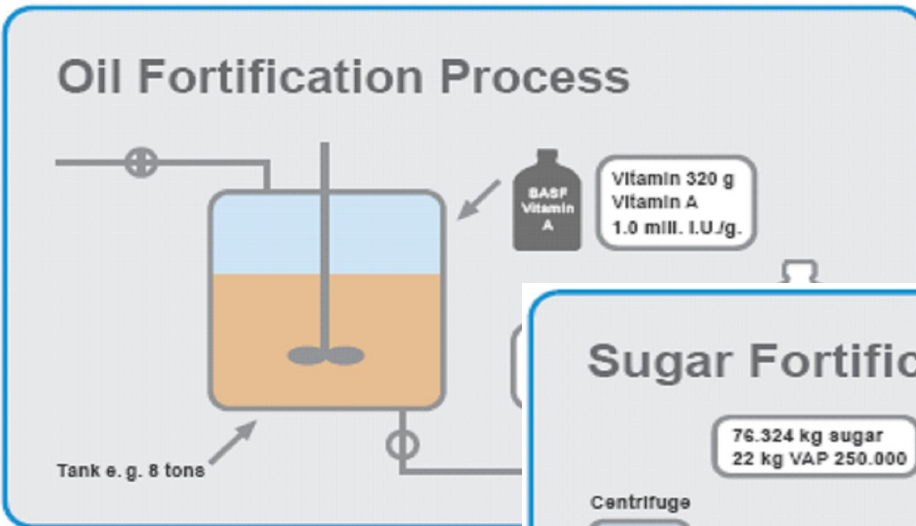 Oil Fortification Process
BASF
Vitamin
A
Vitamin 320 g
Vitamin A
1.0 mill. I.U./g.
Tank e. g. 8 tons
Sugar Fortific
76.324 kg sugar
22 kg VAP 250.000
Centrifuge